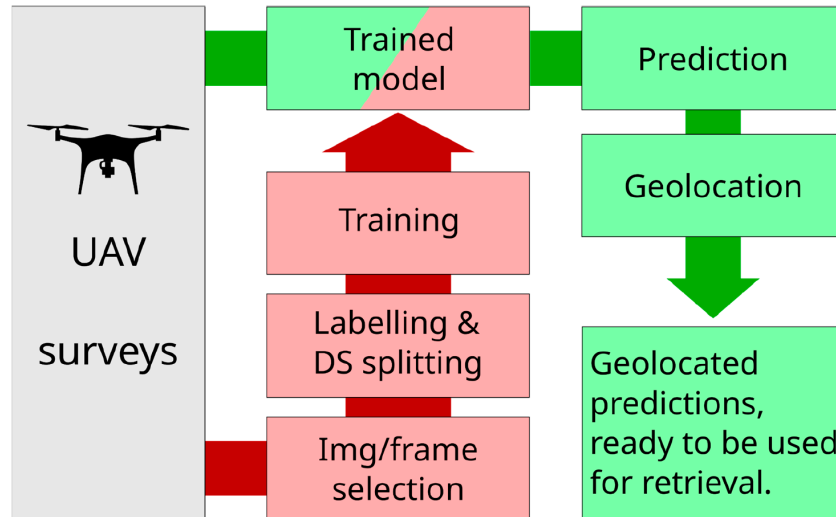 UAV
surveys
Trained
model
Training
Labelling &
DS splitting
Img/frame
selection
Prediction
Geolocation
Geolocated
predictions,
ready to be used
for retrieval.